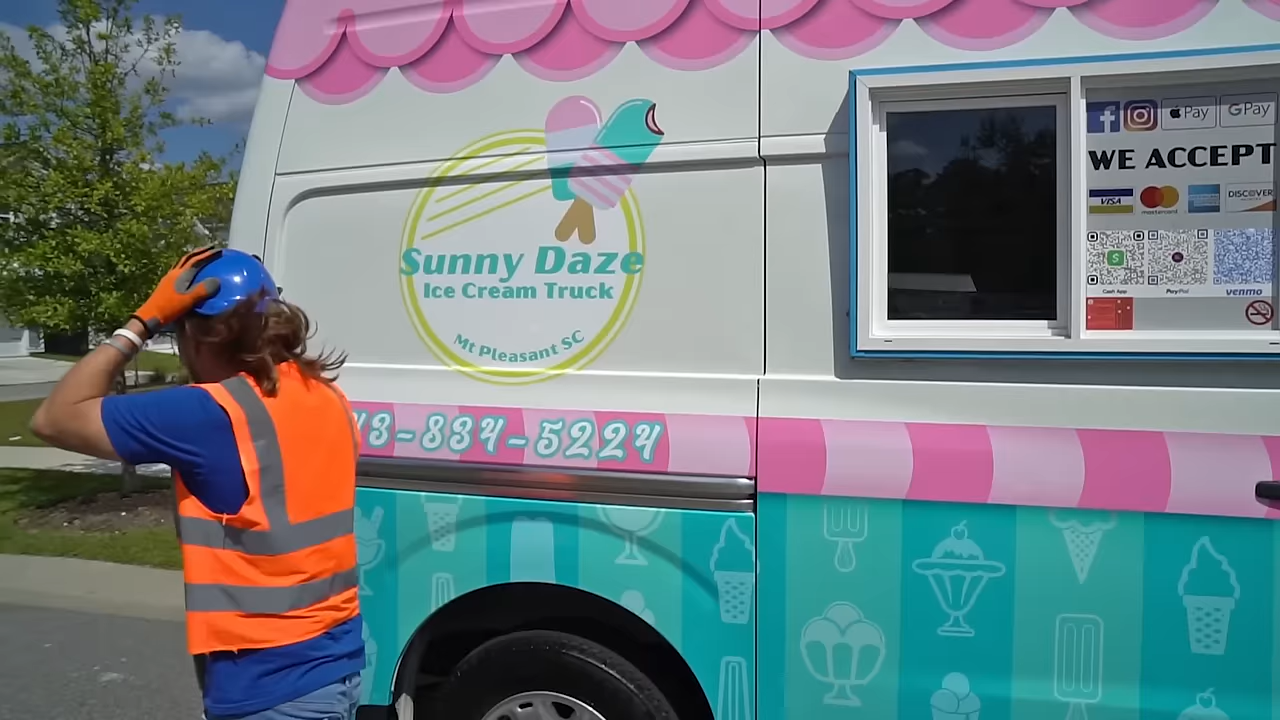 Sunny Daze
Ice Cream Truck
Mt Pleasant SC
3-834-5224
Pay
G Pay
WE ACCEPT
VISA
mastercard
DISCOVER
Cash App
PayPal
venmo